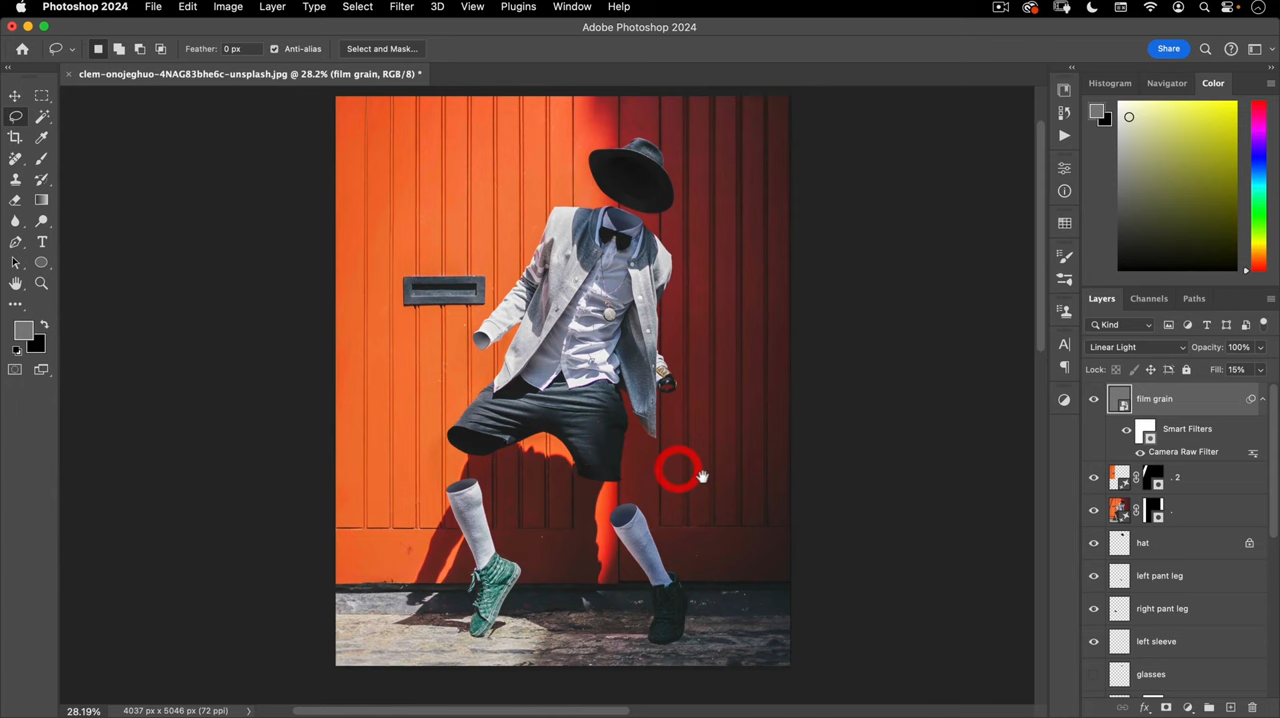 Adobe Photoshop 2024 File Edit Image Layer Type Select Filter 3D View Plugins Window Help
Adobe Photoshop 2024
Feather: 0 px Anti-alias Select and Mask... Share
× clem-onojeghuo-4NAG83bhe6c-unsplash.jpg @ 28.2% (film grain, RGB/8) *
Histogram Navigator Color
Layers Channels Paths
Kind
Linear Light Opacity: 100%
Lock: Fill: 15%
film grain
Smart Filters
Camera Raw Filter
. 2
.
hat
left pant leg
right pant leg
left sleeve
glasses
28.19% 4037 px x 5046 px (72 ppi)